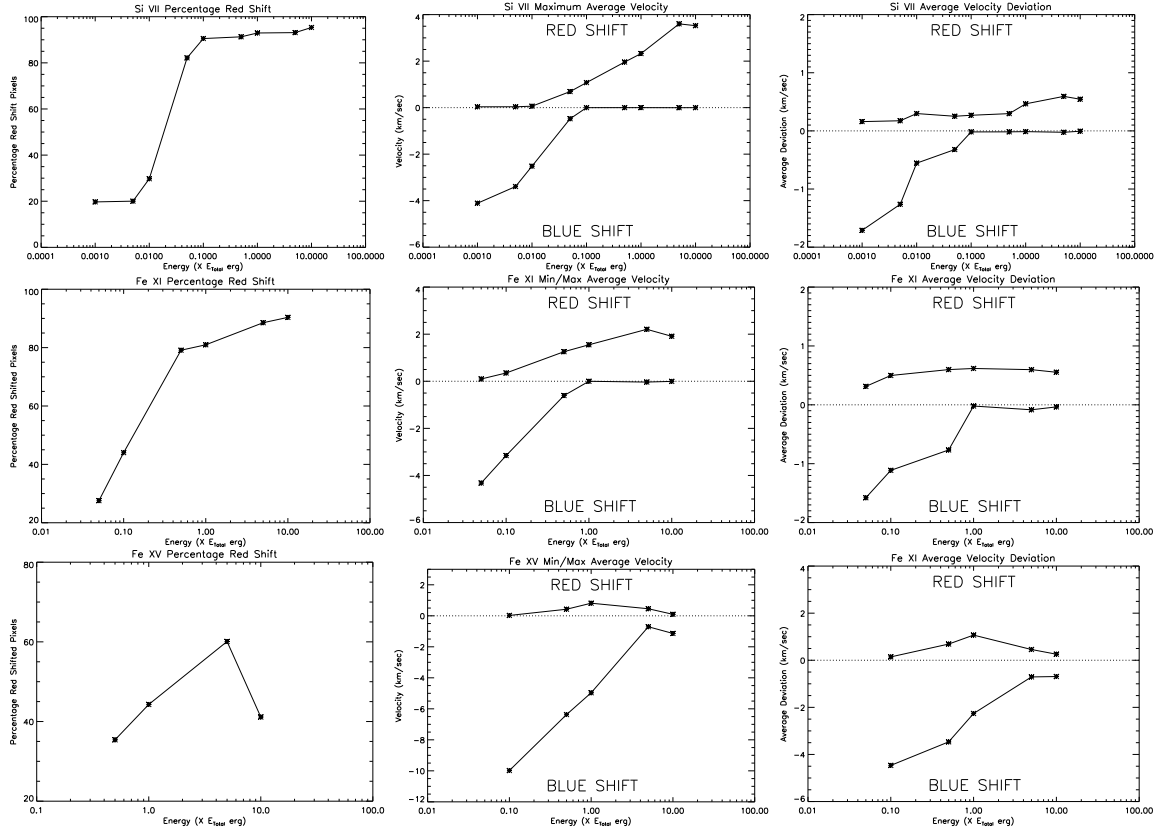 Si VII Percentage Red Shift
Percentage Red Shift Pixels
100
80
60
40
20
0
0.0001 0.0010 0.0100 0.1000 1.0000 10.0000 100.0000
Energy (X E_Total erg)
Si VII Maximum Average Velocity
RED SHIFT
Velocity (km/sec)
4
2
0
-2
-4
-6
BLUE SHIFT
0.0001 0.0010 0.0100 0.1000 1.0000 10.0000 100.0000
Energy (X E_Total erg)
Si VII Average Velocity Deviation
RED SHIFT
Average Deviation (km/sec)
2
1
0
-1
-2
BLUE SHIFT
0.0001 0.0010 0.0100 0.1000 1.0000 10.0000 100.0000
Energy (X E_Total erg)
Fe XI Percentage Red Shift
Percentage Red Shifted Pixels
100
80
60
40
20
0.01 0.10 1.00 10.00 100.00
Energy (X E_Total erg)
Fe XI Min/Max Average Velocity
RED SHIFT
Velocity (km/sec)
4
2
0
-2
-4
-6
BLUE SHIFT
0.01 0.10 1.00 10.00 100.00
Energy (X E_Total erg)
Fe XI Average Velocity Deviation
RED SHIFT
Average Deviation (km/sec)
2
1
0
-1
-2
BLUE SHIFT
0.01 0.10 1.00 10.00 100.00
Energy (X E_Total erg)
Fe XV Percentage Red Shift
Percentage Red Shifted Pixels
80
60
40
20
0.1 1.0 10.0 100.0
Energy (X E_Total erg)
Fe XV Min/Max Average Velocity
RED SHIFT
Velocity (km/sec)
2
0
-2
-4
-6
-8
-10
-12
BLUE SHIFT
0.01 0.10 1.00 10.00 100.00
Energy (X E_Total erg)
Fe XI Average Velocity Deviation
RED SHIFT
Average Deviation (km/sec)
4
2
0
-2
-4
-6
BLUE SHIFT
0.01 0.10 1.00 10.00 100.00
Energy (X E_Total erg)